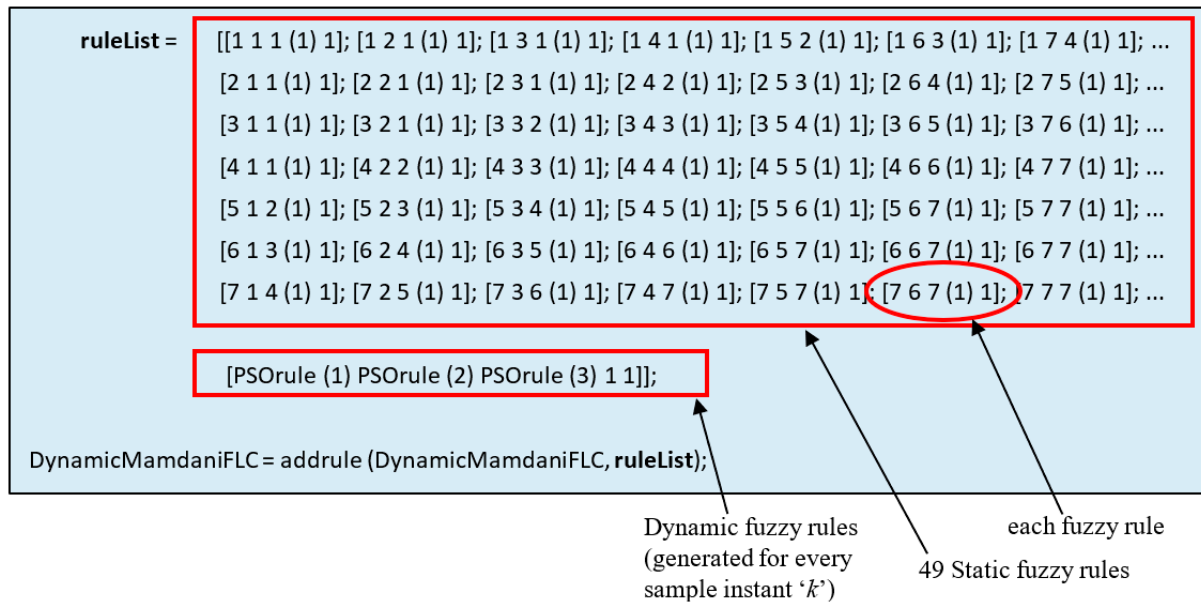 ruleList = [[1 1 1 (1) 1]; [1 2 1 (1) 1]; [1 3 1 (1) 1]; [1 4 1 (1) 1]; [1 5 2 (1) 1]; [1 6 3 (1) 1]; [1 7 4 (1) 1]; ...
[2 1 1 (1) 1]; [2 2 1 (1) 1]; [2 3 1 (1) 1]; [2 4 2 (1) 1]; [2 5 3 (1) 1]; [2 6 4 (1) 1]; [2 7 5 (1) 1]; ...
[3 1 1 (1) 1]; [3 2 1 (1) 1]; [3 3 2 (1) 1]; [3 4 3 (1) 1]; [3 5 4 (1) 1]; [3 6 5 (1) 1]; [3 7 6 (1) 1]; ...
[4 1 1 (1) 1]; [4 2 2 (1) 1]; [4 3 3 (1) 1]; [4 4 4 (1) 1]; [4 5 5 (1) 1]; [4 6 6 (1) 1]; [4 7 7 (1) 1]; ...
[5 1 2 (1) 1]; [5 2 3 (1) 1]; [5 3 4 (1) 1]; [5 4 5 (1) 1]; [5 5 6 (1) 1]; [5 6 7 (1) 1]; [5 7 7 (1) 1]; ...
[6 1 3 (1) 1]; [6 2 4 (1) 1]; [6 3 5 (1) 1]; [6 4 6 (1) 1]; [6 5 7 (1) 1]; [6 6 7 (1) 1]; [6 7 7 (1) 1]; ...
[7 1 4 (1) 1]; [7 2 5 (1) 1]; [7 3 6 (1) 1]; [7 4 7 (1) 1]; [7 5 7 (1) 1]; [7 6 7 (1) 1]; [7 7 7 (1) 1]; ...
[PSOrule (1) PSOrule (2) PSOrule (3) 1 1]];
DynamicMamdaniFLC = addrule (DynamicMamdaniFLC, ruleList);
Dynamic fuzzy rules
(generated for every
sample instant ‘k’)
each fuzzy rule
49 Static fuzzy rules